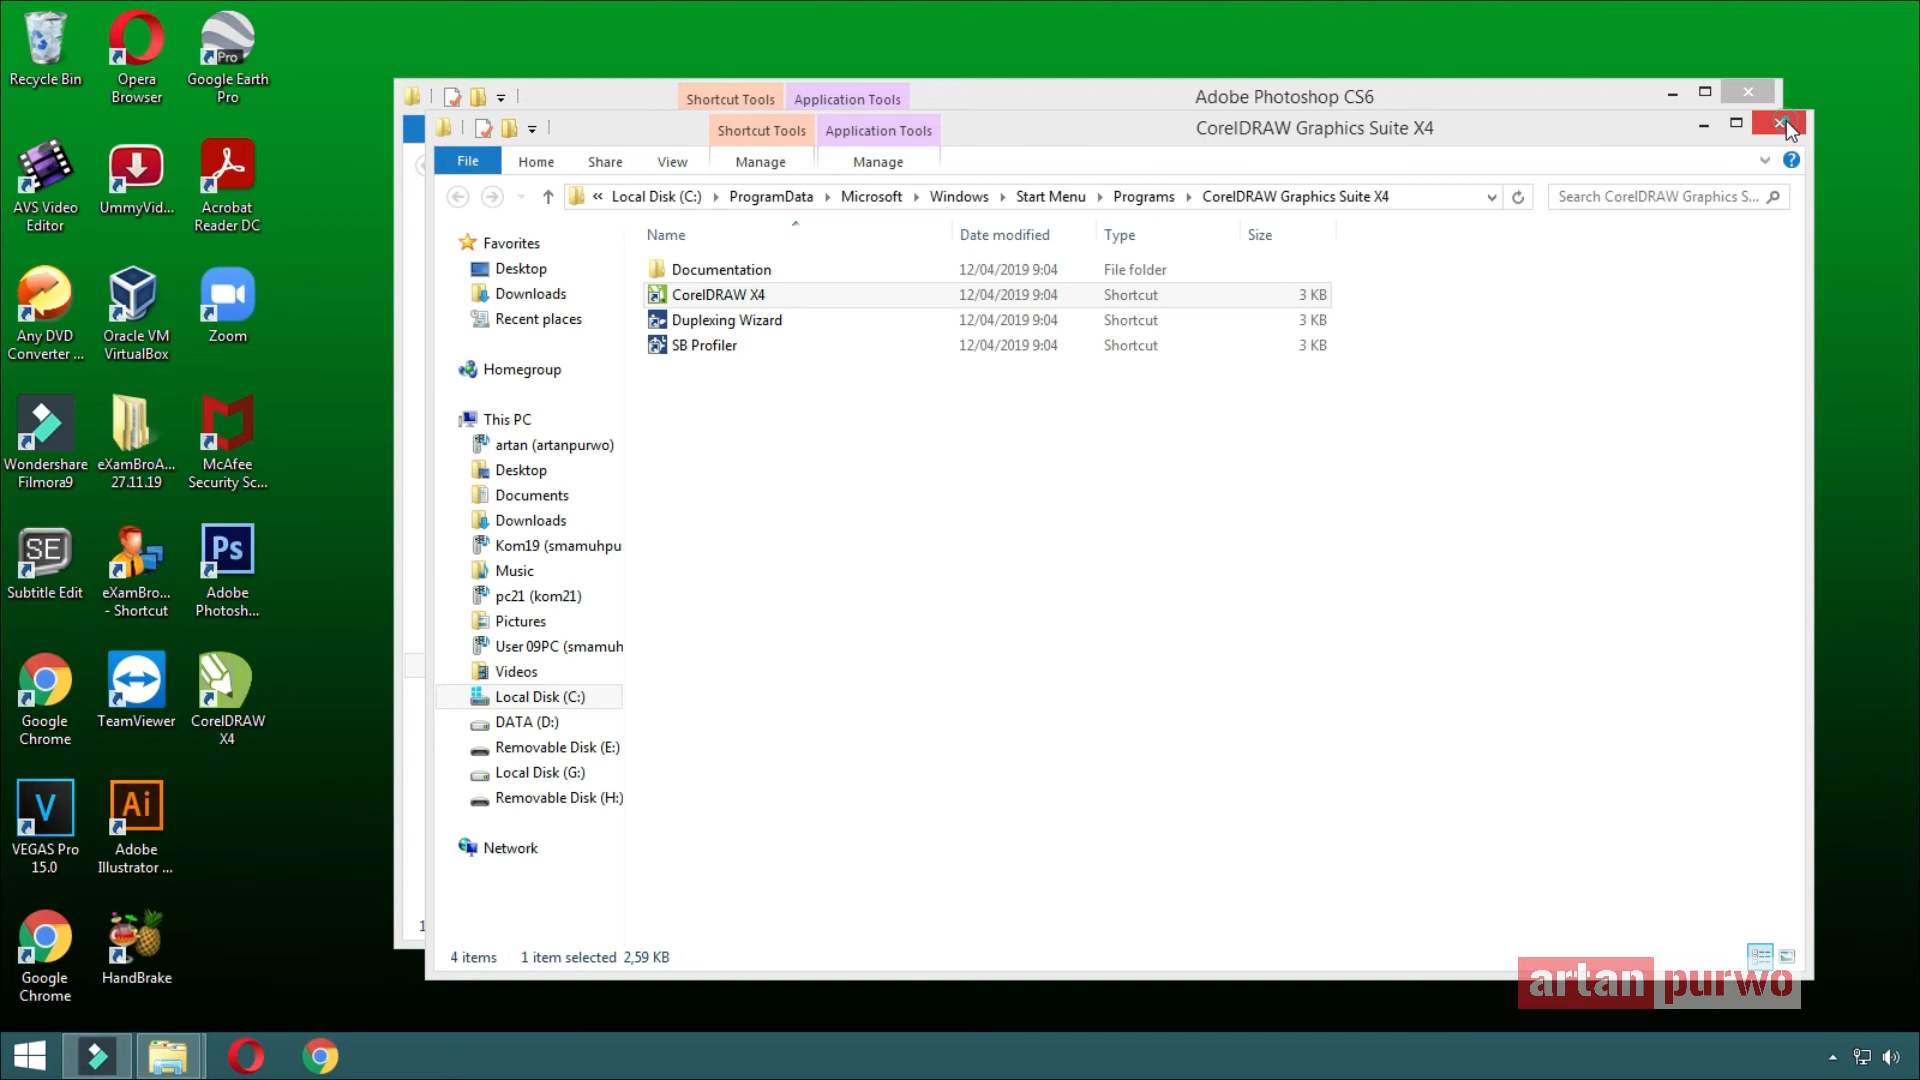 Recycle Bin
Opera
Browser
Pro
Google Earth
Pro
AVS Video
Editor
UmmyVid...
Acrobat
Reader DC
Any DVD
Converter ...
Oracle VM
VirtualBox
Zoom
Wondershare
Filmora9
eXamBroA...
27.11.19
McAfee
Security Sc...
SE
Subtitle Edit
eXamBro...
- Shortcut
Ps
Adobe
Photosh...
Google
Chrome
TeamViewer
CorelDRAW
X4
V
VEGAS Pro
15.0
Ai
Adobe
Illustrator ...
Google
Chrome
HandBrake
Shortcut Tools
Application Tools
Adobe Photoshop CS6
Shortcut Tools
Application Tools
CorelDRAW Graphics Suite X4
File
Home
Share
View
Manage
Manage
« Local Disk (C:) ProgramData Microsoft Windows Start Menu Programs CorelDRAW Graphics Suite X4
Search CorelDRAW Graphics S...
Name Date modified Type Size
Documentation 12/04/2019 9:04 File folder
CorelDRAW X4 12/04/2019 9:04 Shortcut 3 KB
Duplexing Wizard 12/04/2019 9:04 Shortcut 3 KB
SB Profiler 12/04/2019 9:04 Shortcut 3 KB
Favorites
Desktop
Downloads
Recent places
Homegroup
This PC
artan (artanpurwo)
Desktop
Documents
Downloads
Kom19 (smamuhpu
Music
pc21 (kom21)
Pictures
User 09PC (smamuh
Videos
Local Disk (C:)
DATA (D:)
Removable Disk (E:)
Local Disk (G:)
Removable Disk (H:)
Network
1
4 items 1 item selected 2,59 KB
artan purwo